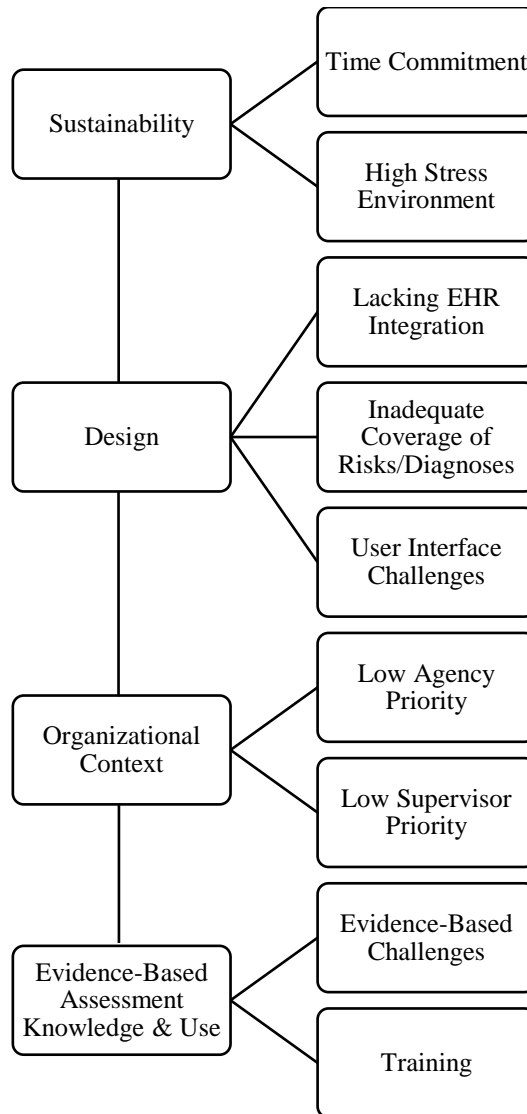 Sustainability
Time Commitment
High Stress
Environment
Design
Lacking EHR
Integration
Inadequate
Coverage of
Risks/Diagnoses
User Interface
Challenges
Organizational
Context
Low Agency
Priority
Low Supervisor
Priority
Evidence-Based
Assessment
Knowledge & Use
Evidence-Based
Challenges
Training